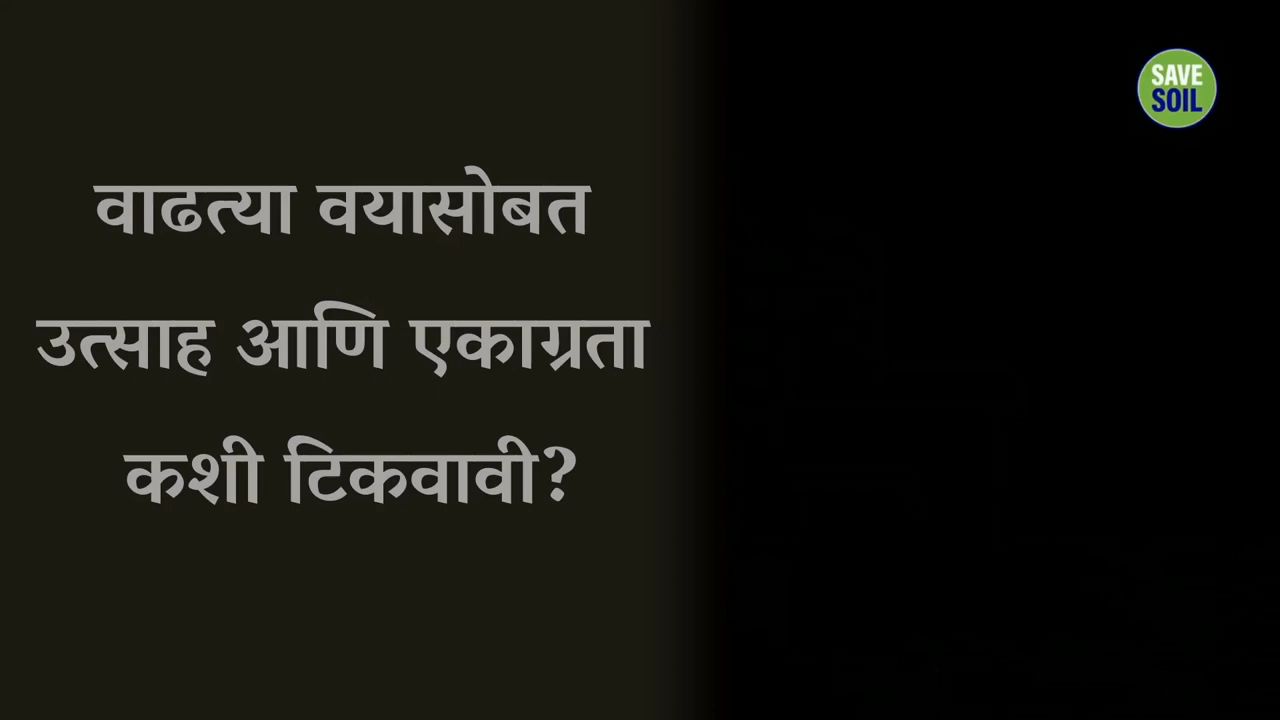 SAVE
SOIL
वाढत्या वयासोबत
उत्साह आणि एकाग्रता
कशी टिकवावी?